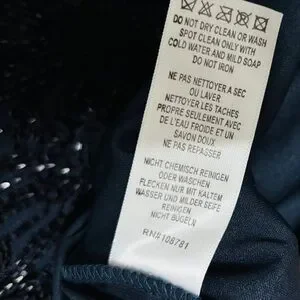 DO NOT DRY CLEAN OR WASH
SPOT CLEAN ONLY WITH
COLD WATER AND MILD SOAP
DO NOT IRON
NE PAS NETTOYER A SEC
OU LAVER
NETTOYER LES TACHES
PROPRE SEULEMENT AVEC
DE L'EAU FROIDE ET UN
SAVON DOUX
NE PAS REPASSER
NICHT CHEMISCH REINIGEN
ODER WASCHEN
FLECKEN NUR MIT KALTEM
WASSER UND MILDER SEIFE
REINIGEN
NICHT BÜGELN
RN#106781